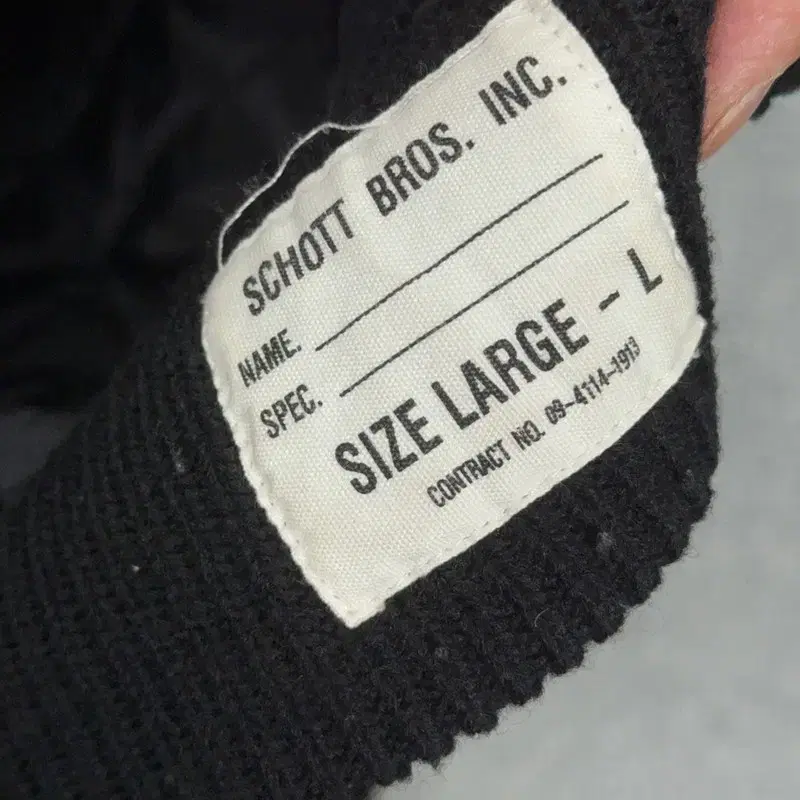 SCHOTT BROS. INC.
NAME.
SPEC.
SIZE LARGE - L
CONTRACT NO. 09-4114-1913